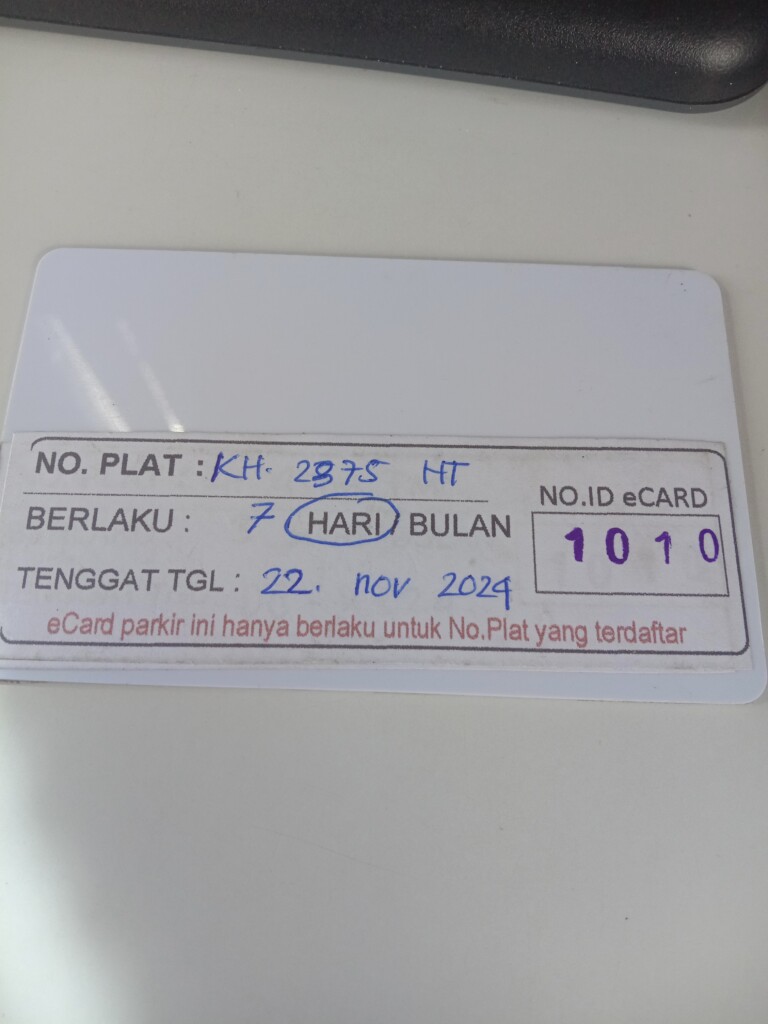 NO. PLAT : KH. 2375 HT
BERLAKU : 7 HARI / BULAN
TENGGAT TGL : 22. nov 2024
NO.ID eCARD
1010
eCard parkir ini hanya berlaku untuk No.Plat yang terdaftar